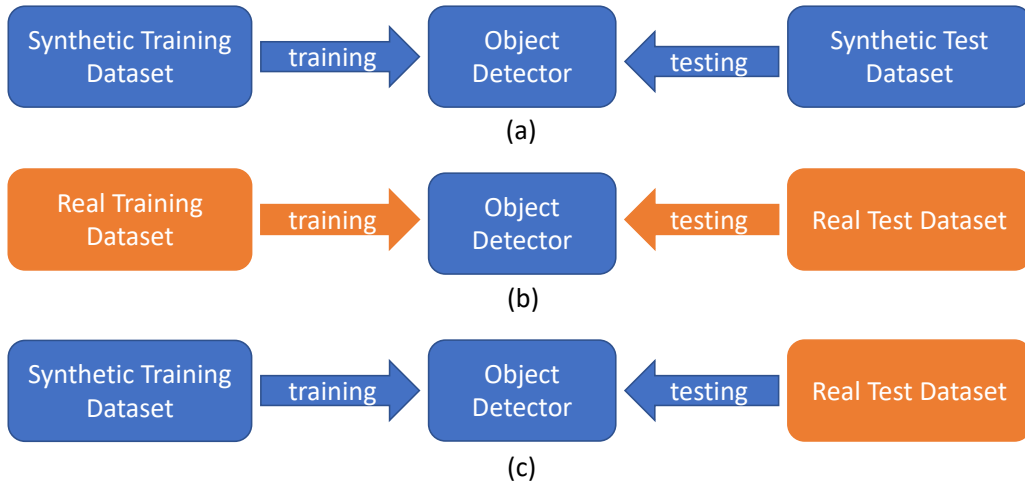 Synthetic Training
Dataset
training
Object
Detector
testing
Synthetic Test
Dataset
(a)
Real Training
Dataset
training
Object
Detector
testing
Real Test Dataset
(b)
Synthetic Training
Dataset
training
Object
Detector
testing
Real Test Dataset
(c)